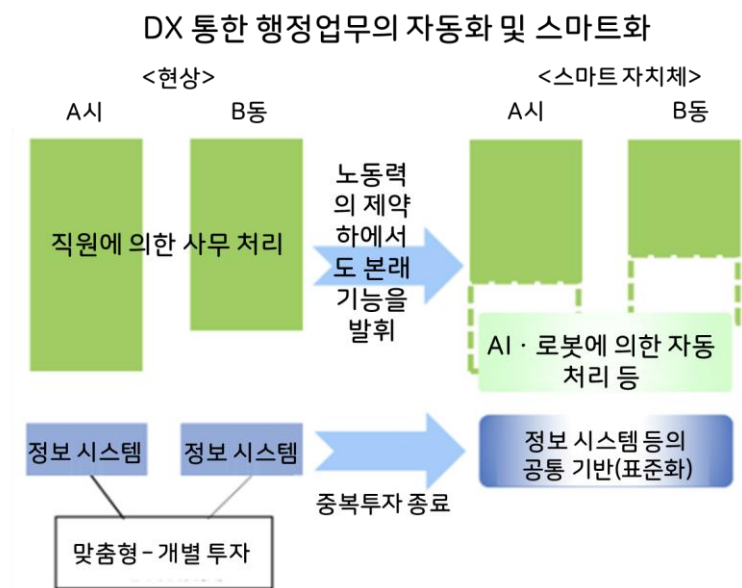 DX 통한 행정업무의 자동화 및 스마트화
<현상>
<스마트 자치체>
A시
B동
A시
B동
직원에 의한 사무 처리
노동력
의 제약
하에서
도 본래
기능을
발휘
AI · 로봇에 의한 자동
처리 등
정보 시스템
정보 시스템
중복투자 종료
정보 시스템 등의
공통 기반(표준화)
맞춤형 - 개별 투자